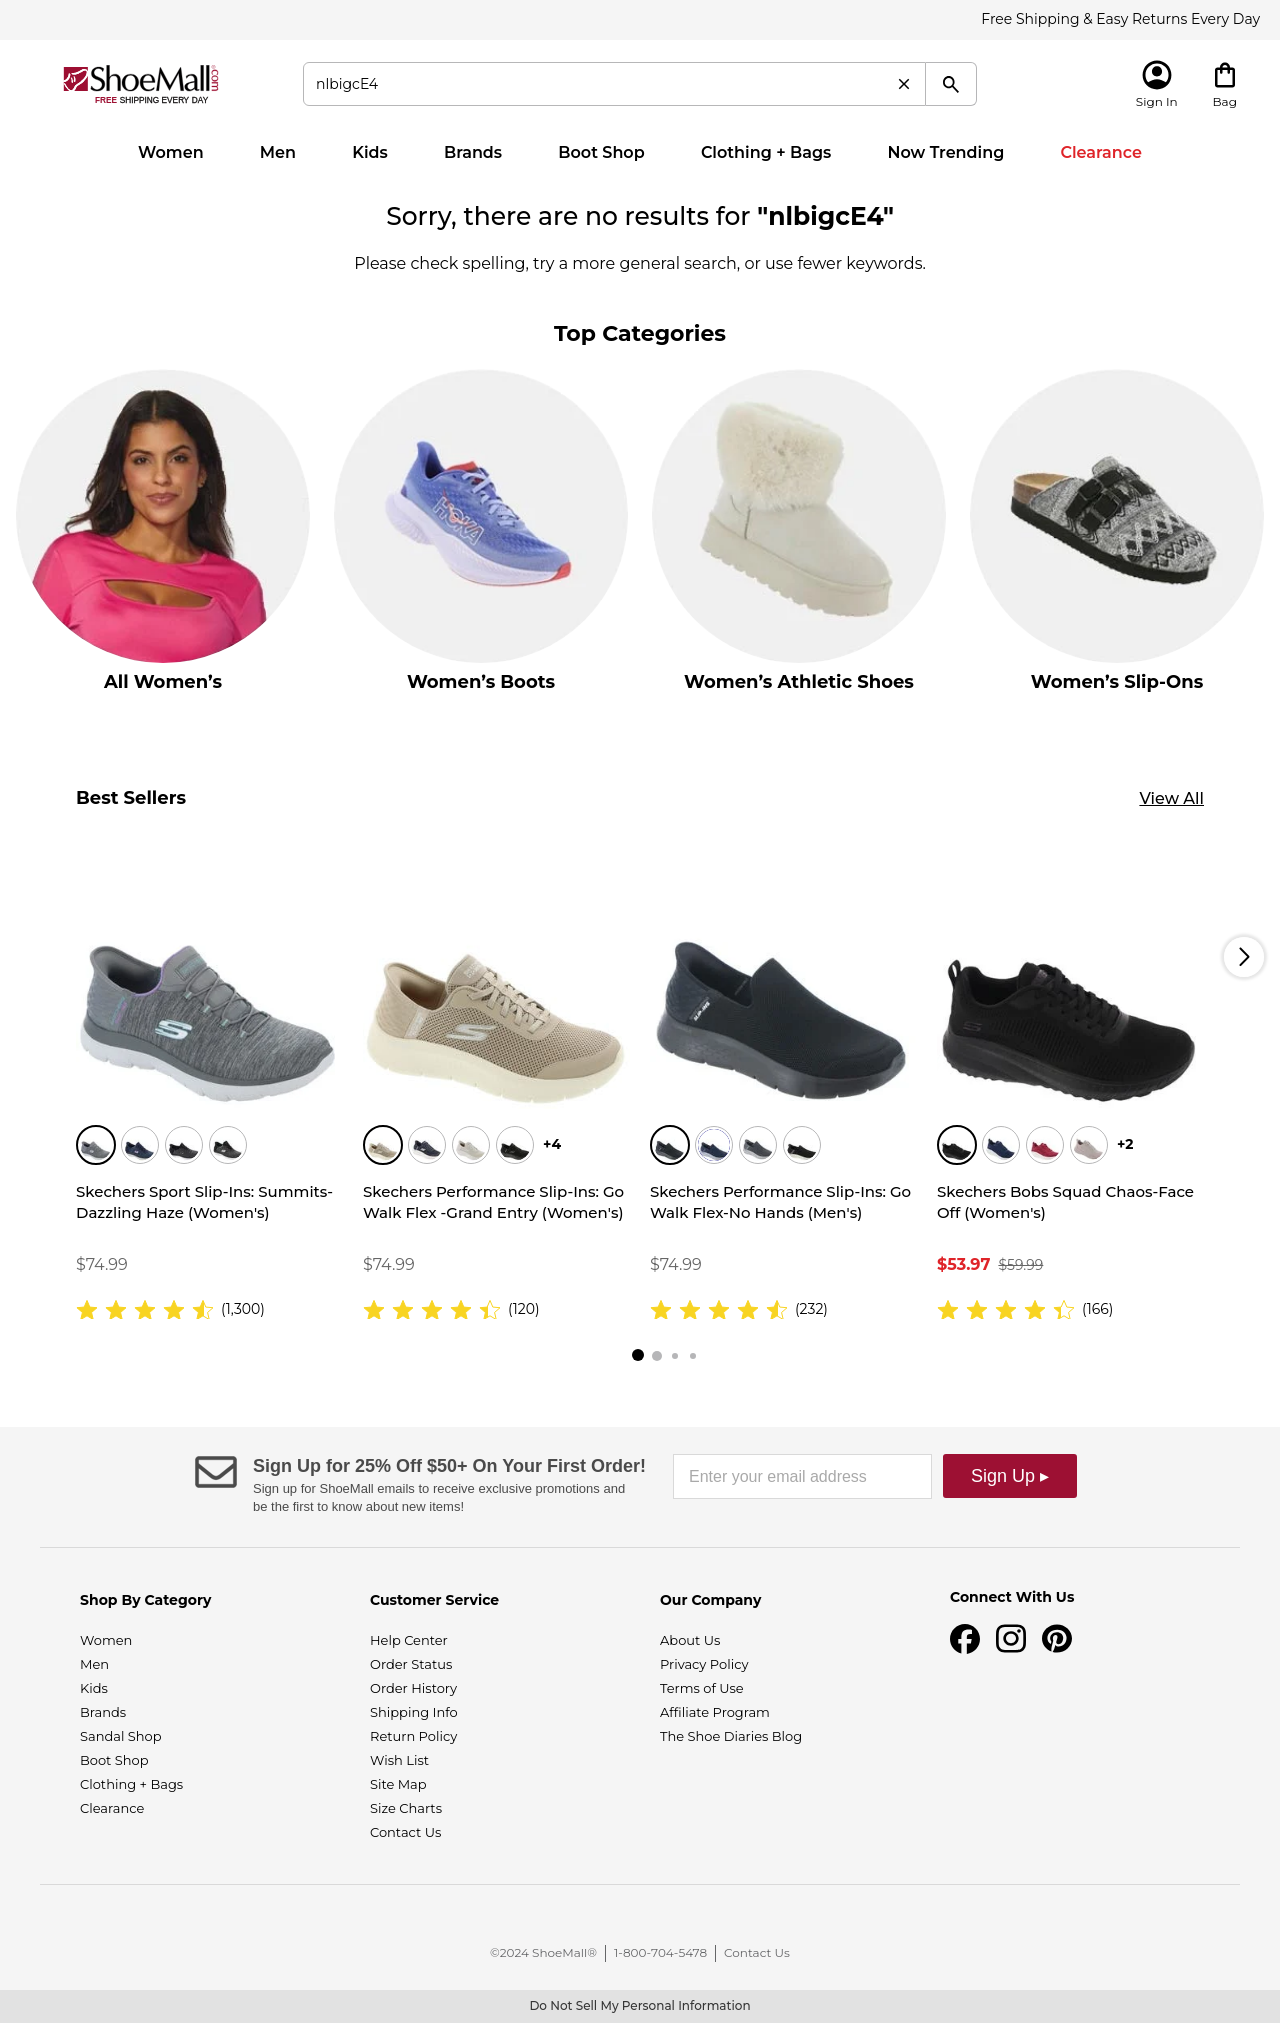 Free Shipping & Easy Returns Every Day
ShoeMall.com
FREE SHIPPING EVERY DAY
nlbigcE4
Sign In
Bag
Women Men Kids Brands Boot Shop Clothing + Bags Now Trending Clearance
Sorry, there are no results for "nlbigcE4"
Please check spelling, try a more general search, or use fewer keywords.
Top Categories
HOKA
All Women’s
Women’s Boots
Women’s Athletic Shoes
Women’s Slip-Ons
Best Sellers
View All
+4
+2
Skechers Sport Slip-Ins: Summits-
Dazzling Haze (Women's)
$74.99
(1,300)
Skechers Performance Slip-Ins: Go
Walk Flex -Grand Entry (Women's)
$74.99
(120)
Skechers Performance Slip-Ins: Go
Walk Flex-No Hands (Men's)
$74.99
(232)
Skechers Bobs Squad Chaos-Face
Off (Women's)
$53.97 $59.99
(166)
Sign Up for 25% Off $50+ On Your First Order!
Sign up for ShoeMall emails to receive exclusive promotions and
be the first to know about new items!
Enter your email address
Sign Up ▸
Shop By Category
Women
Men
Kids
Brands
Sandal Shop
Boot Shop
Clothing + Bags
Clearance
Customer Service
Help Center
Order Status
Order History
Shipping Info
Return Policy
Wish List
Site Map
Size Charts
Contact Us
Our Company
About Us
Privacy Policy
Terms of Use
Affiliate Program
The Shoe Diaries Blog
Connect With Us
©2024 ShoeMall® | 1-800-704-5478 | Contact Us
Do Not Sell My Personal Information